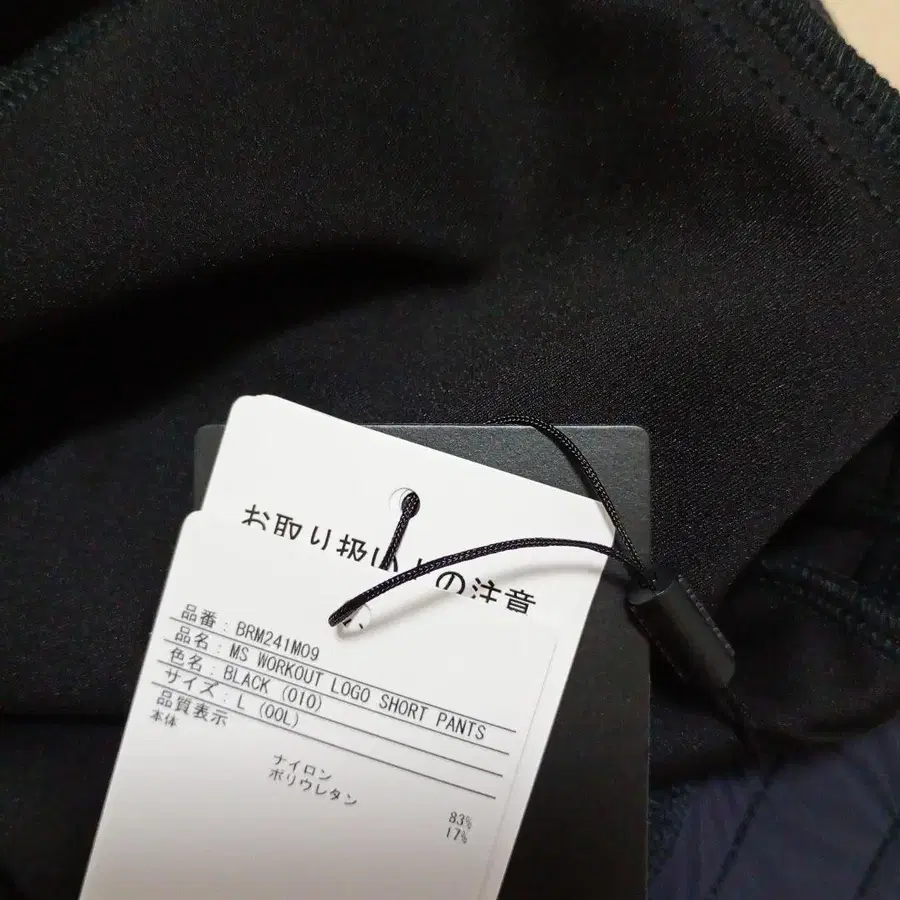 お取り扱い上の注意
品番：BRM241M09
品名：MS WORKOUT LOGO SHORT PANTS
色名：BLACK (010)
サイズ：L (00L)
品質表示
本体
ナイロン 83%
ポリウレタン 17%